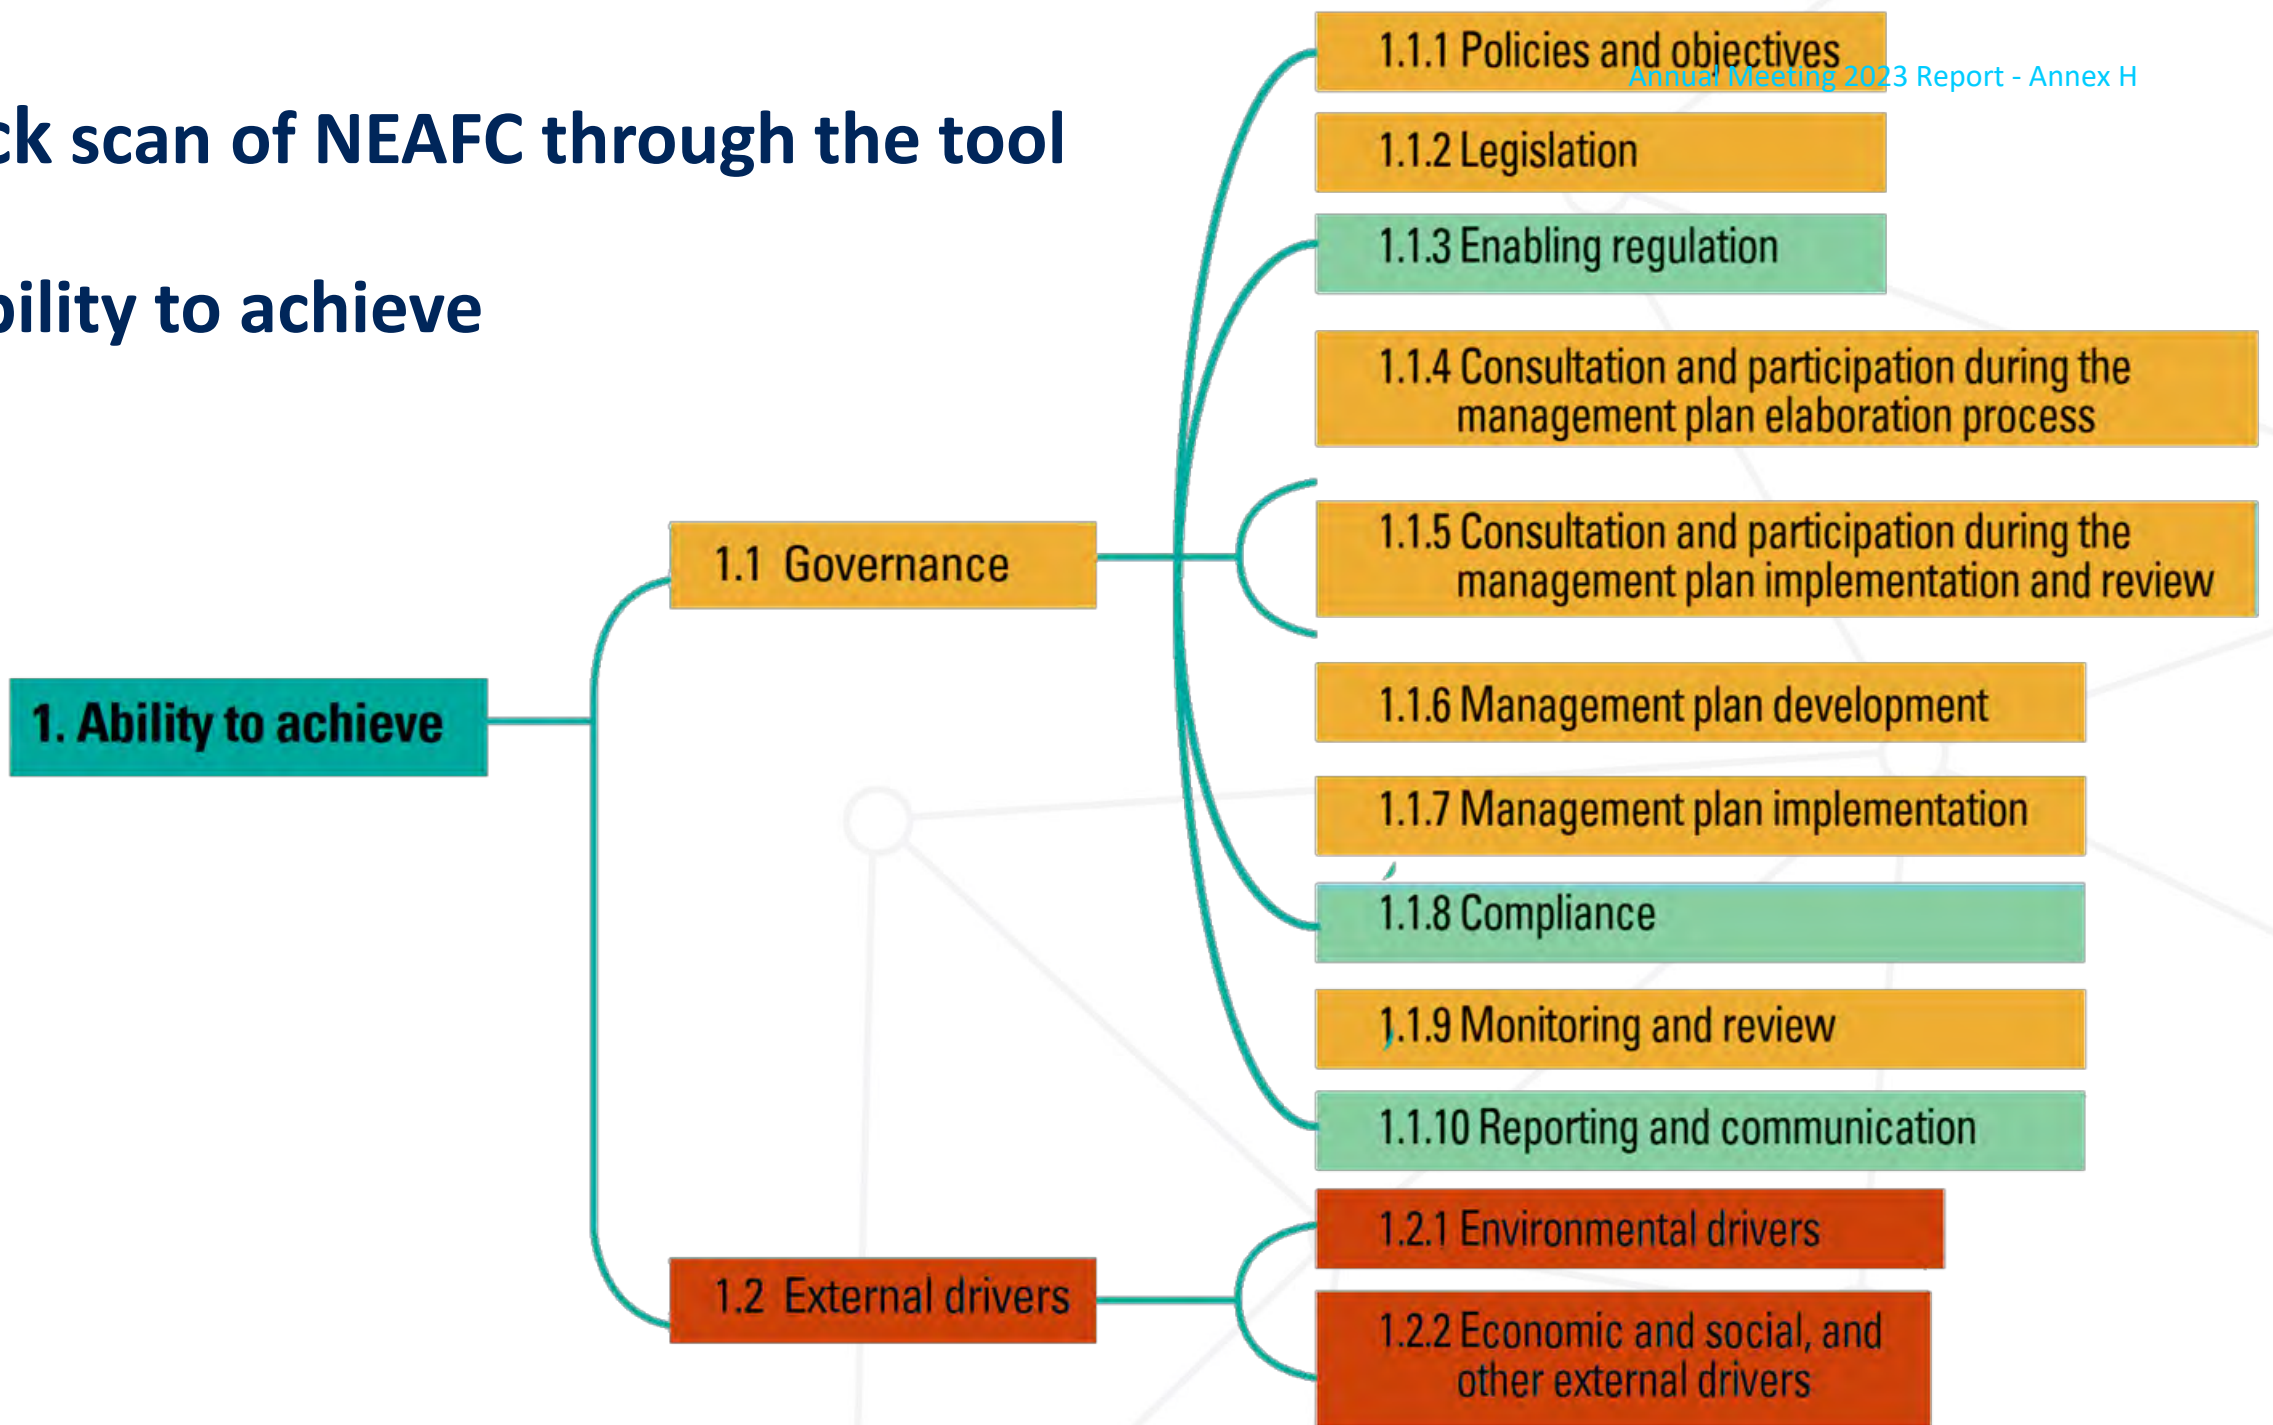 Annual Meeting 2023 Report - Annex H
ck scan of NEAFC through the tool
bility to achieve
1. Ability to achieve
1.1 Governance
1.1.1 Policies and objectives
1.1.2 Legislation
1.1.3 Enabling regulation
1.1.4 Consultation and participation during the
management plan elaboration process
1.1.5 Consultation and participation during the
management plan implementation and review
1.1.6 Management plan development
1.1.7 Management plan implementation
1.1.8 Compliance
1.1.9 Monitoring and review
1.1.10 Reporting and communication
1.2 External drivers
1.2.1 Environmental drivers
1.2.2 Economic and social, and
other external drivers